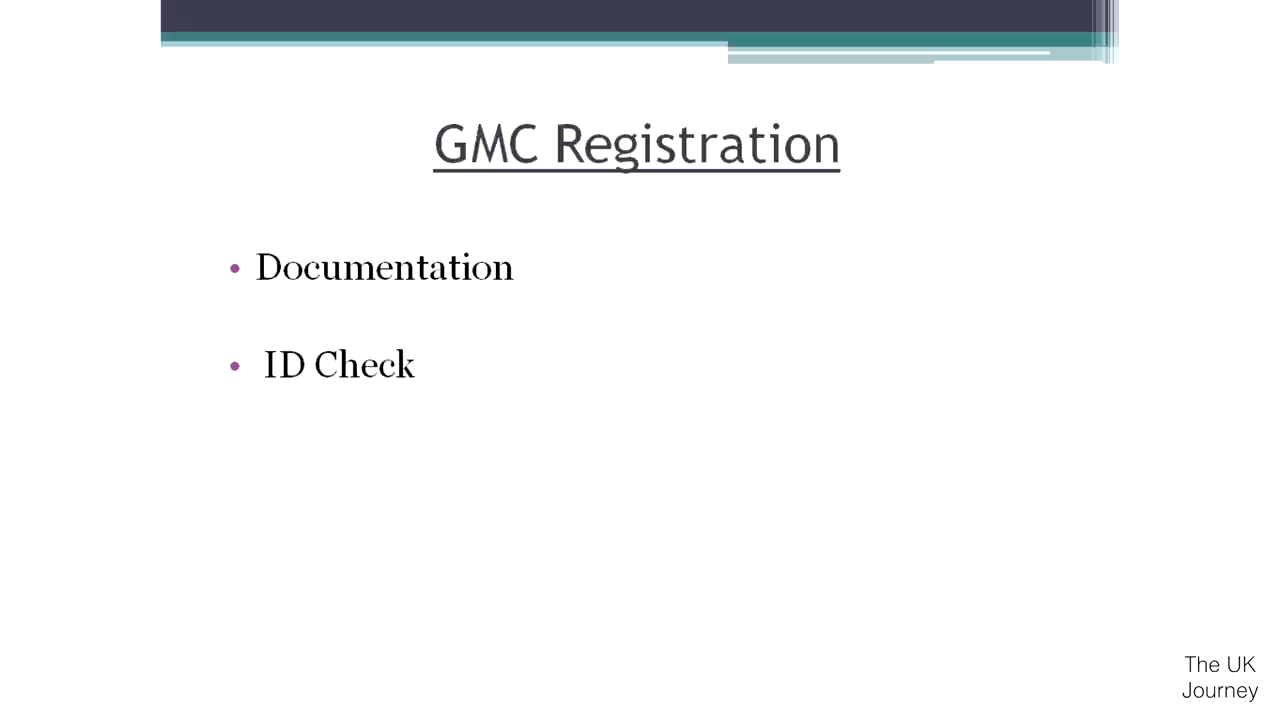 GMC Registration
• Documentation
• ID Check
The UK
Journey